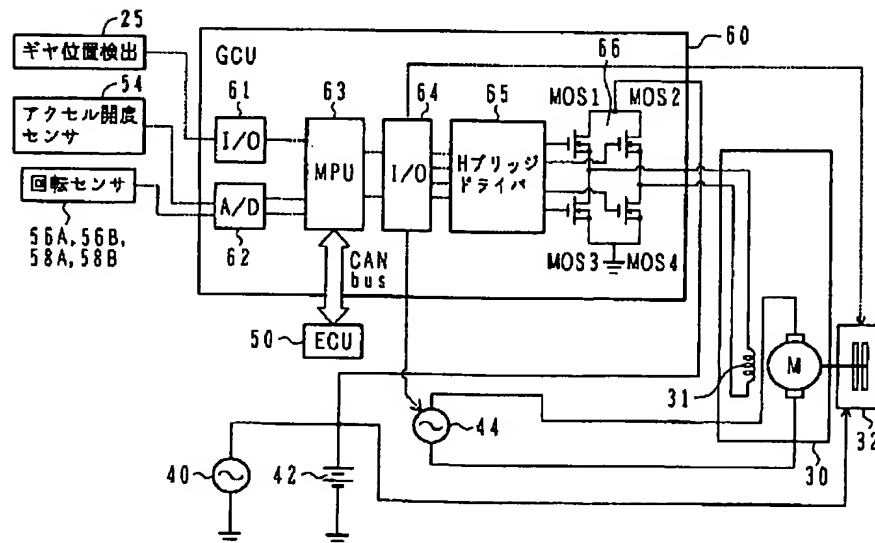 25
ギヤ位置検出
54
アクセル開度
センサ
回転センサ
56A, 56B,
58A, 58B
GCU
60
61
I/O
A/D
62
63
MPU
64
I/O
65
Hブリッジ
ドライバ
66
MOS1
MOS2
MOS3
MOS4
CAN
bus
50
ECU
40
42
44
31
M
30
32